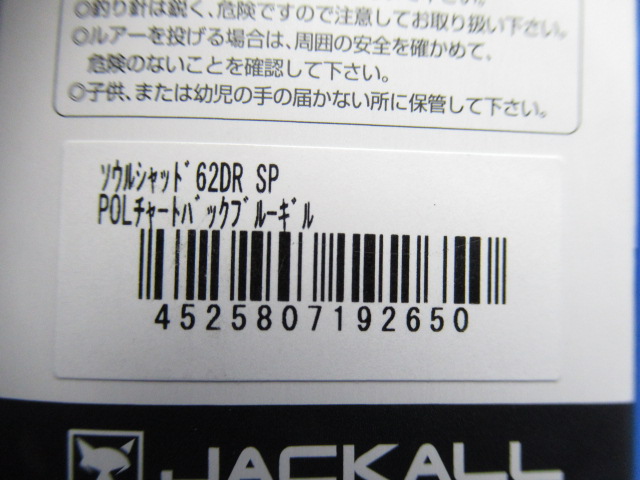 ◎釣り針は鋭く、危険ですので注意してお取り扱い下さい。
◎ルアーを投げる場合は、周囲の安全を確かめて、
危険のないことを確認して下さい。
◎子供、または幼児の手の届かない所に保管して下さい。
ソウルシャッド62DR SP
POLチャートバックブルーギル
4525807192650
JACKALL